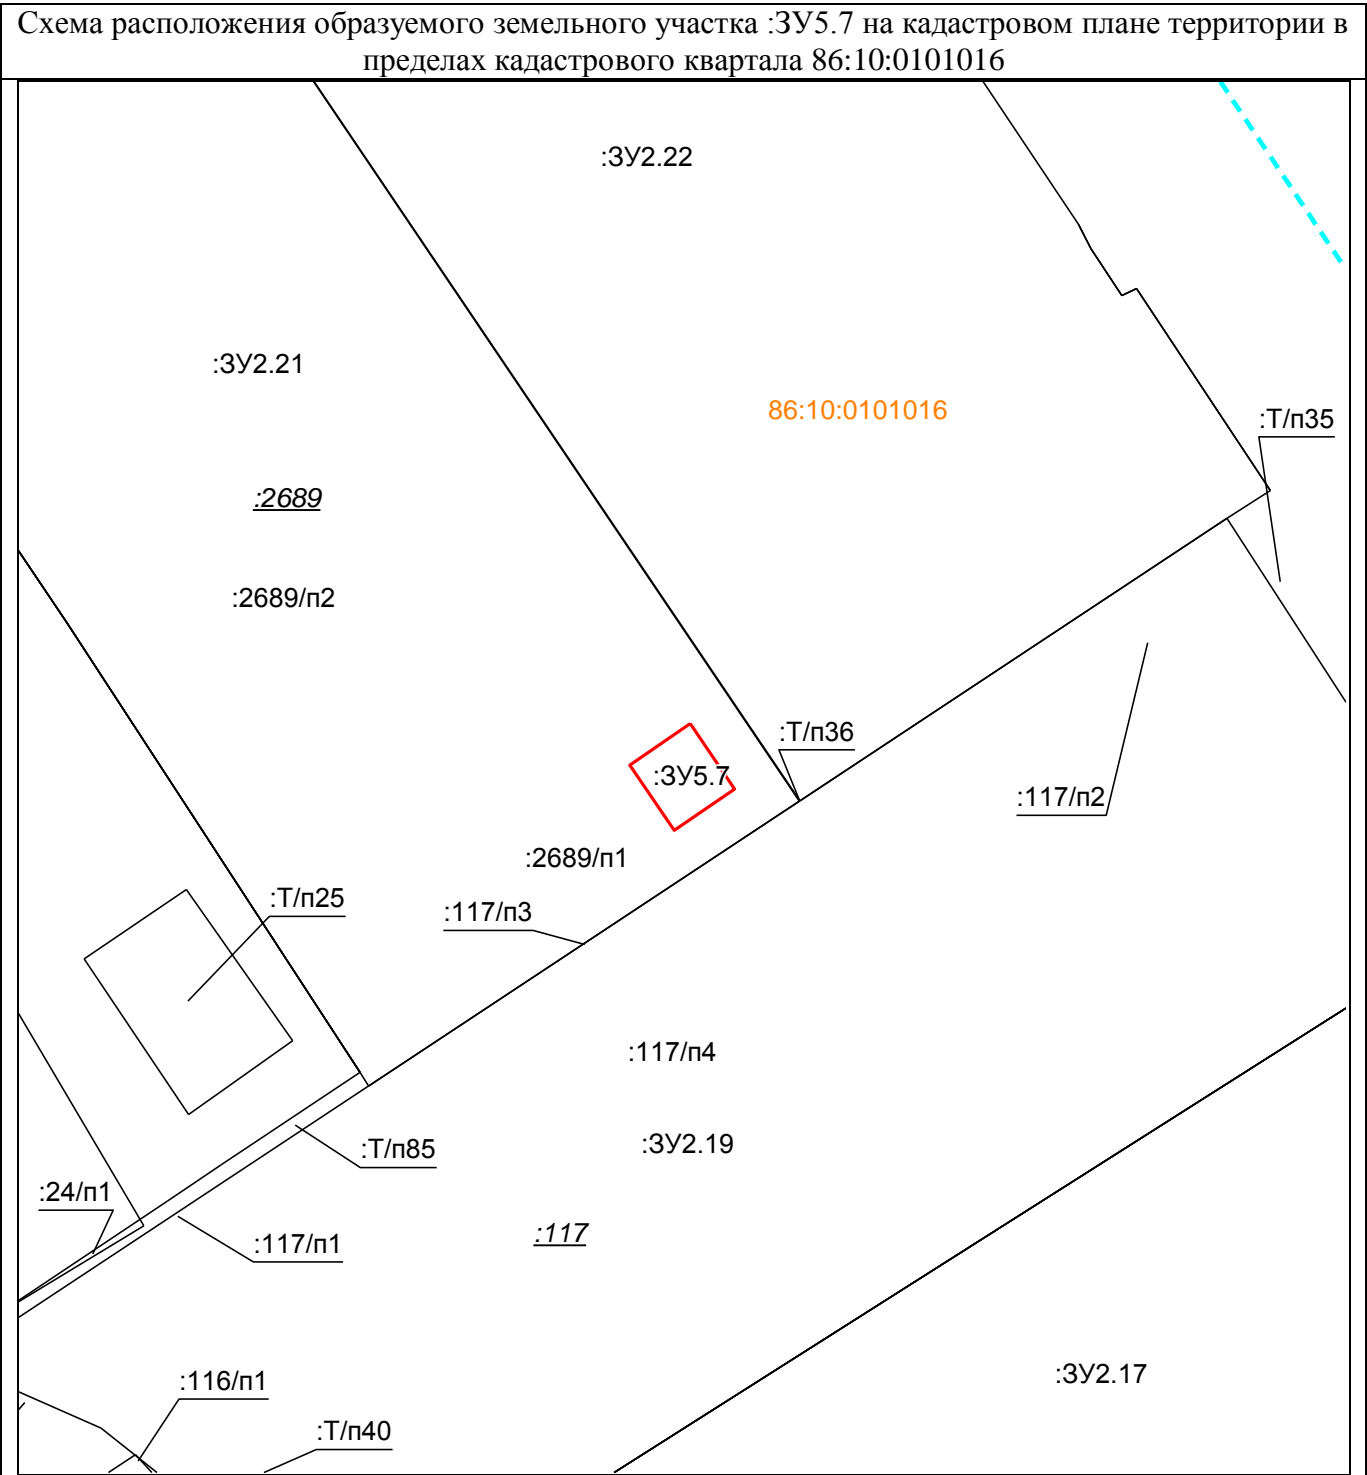 Схема расположения образуемого земельного участка :ЗУ5.7 на кадастровом плане территории в
пределах кадастрового квартала 86:10:0101016
:ЗУ2.22
:ЗУ2.21
86:10:0101016
:Т/п35
:2689
:2689/п2
:Т/п36
:ЗУ5.7
:117/п2
:2689/п1
:Т/п25
:117/п3
:117/п4
:ЗУ2.19
:Т/п85
:24/п1
:117/п1
:117
:ЗУ2.17
:116/п1
:Т/п40